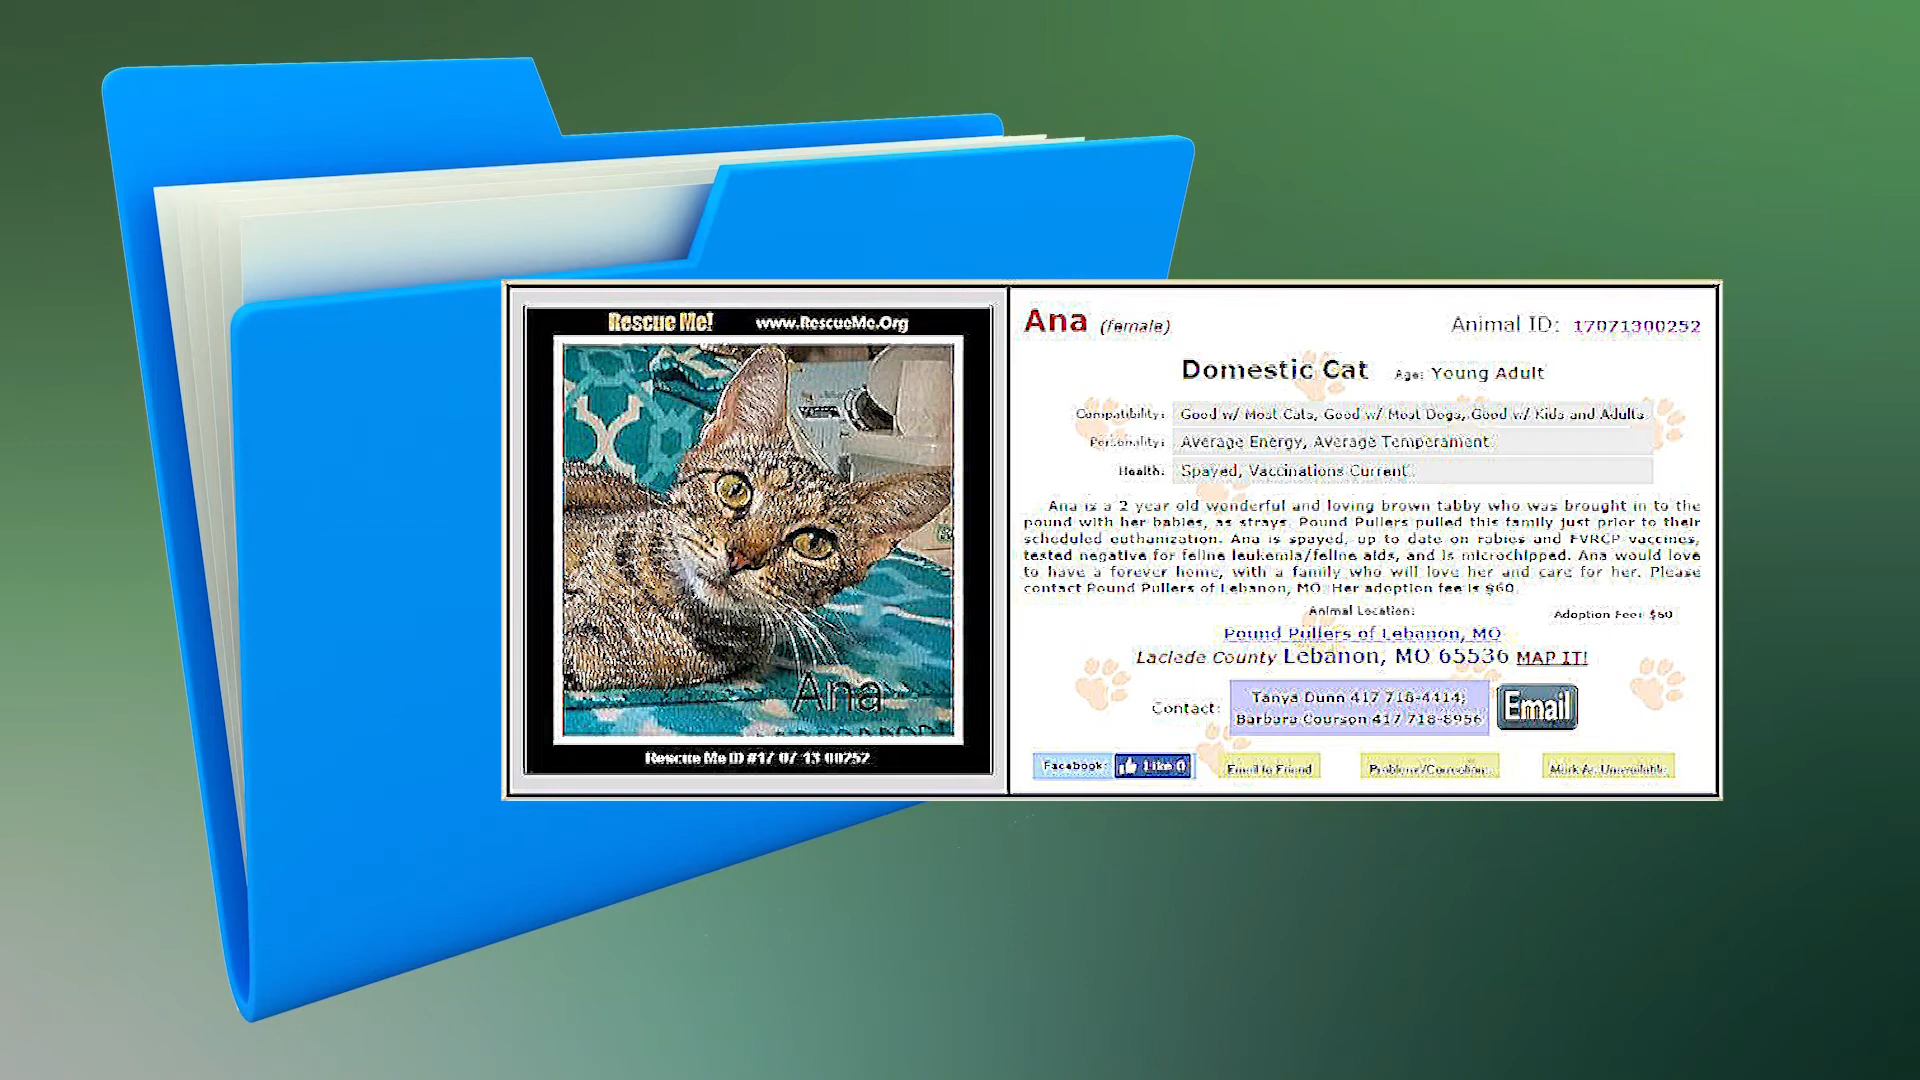 Rescue Me! www.RescueMe.Org
Ana
Rescue Me ID #17 07 13 00252
Ana (female) Animal ID: 17071300252
Domestic Cat Age: Young Adult
Compatibility: Good w/ Most Cats, Good w/ Most Dogs, Good w/ Kids and Adults
Personality: Average Energy, Average Temperament
Health: Spayed, Vaccinations Current
Ana is a 2 year old wonderful and loving brown tabby who was brought in to the
pound with her babies, as strays. Pound Pullers pulled this family just prior to their
scheduled euthanization. Ana is spayed, up to date on rabies and FVRCP vaccines,
tested negative for feline leukemia/feline aids, and is microchipped. Ana would love
to have a forever home, with a family who will love her and care for her. Please
contact Pound Pullers of Lebanon, MO. Her adoption fee is $60.
Animal Location: Adoption Fee: $60
Pound Pullers of Lebanon, MO
Laclede County Lebanon, MO 65536 MAP IT!
Contact: Tanya Dunn 417 718-4414;
Barbara Courson 417 718-8956
Email
Facebook: Like 0 Email to Friend Problem/Correction Mark As Unavailable